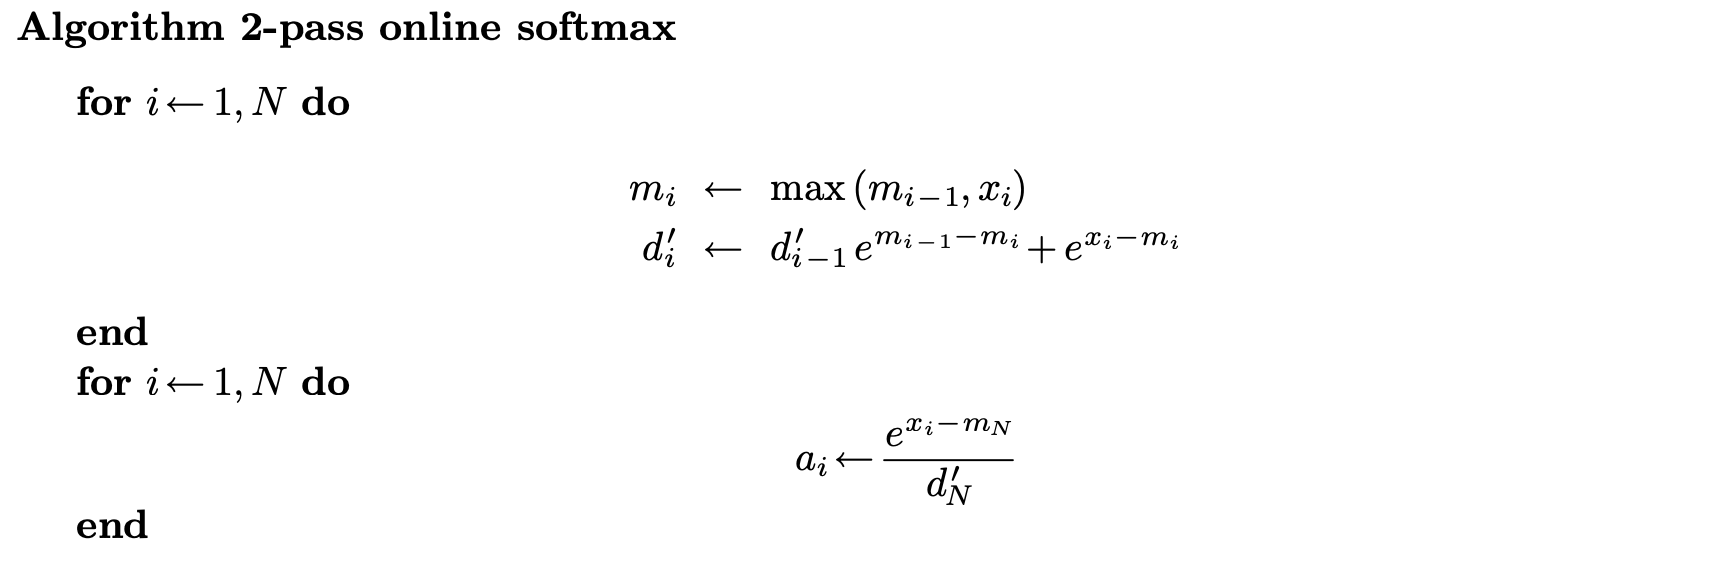 Algorithm 2-pass online softmax
for i ← 1, N do
m_i ← max (m_{i−1}, x_i)
d′_i ← d′_{i−1} e^{m_{i−1}−m_i} + e^{x_i−m_i}
end
for i ← 1, N do
a_i ← \frac{e^{x_i−m_N}}{d′_N}
end